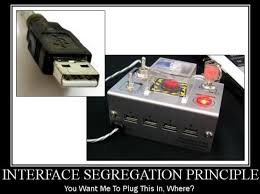 INTERFACE SEGREGATION PRINCIPLE
You Want Me To Plug This In, Where?